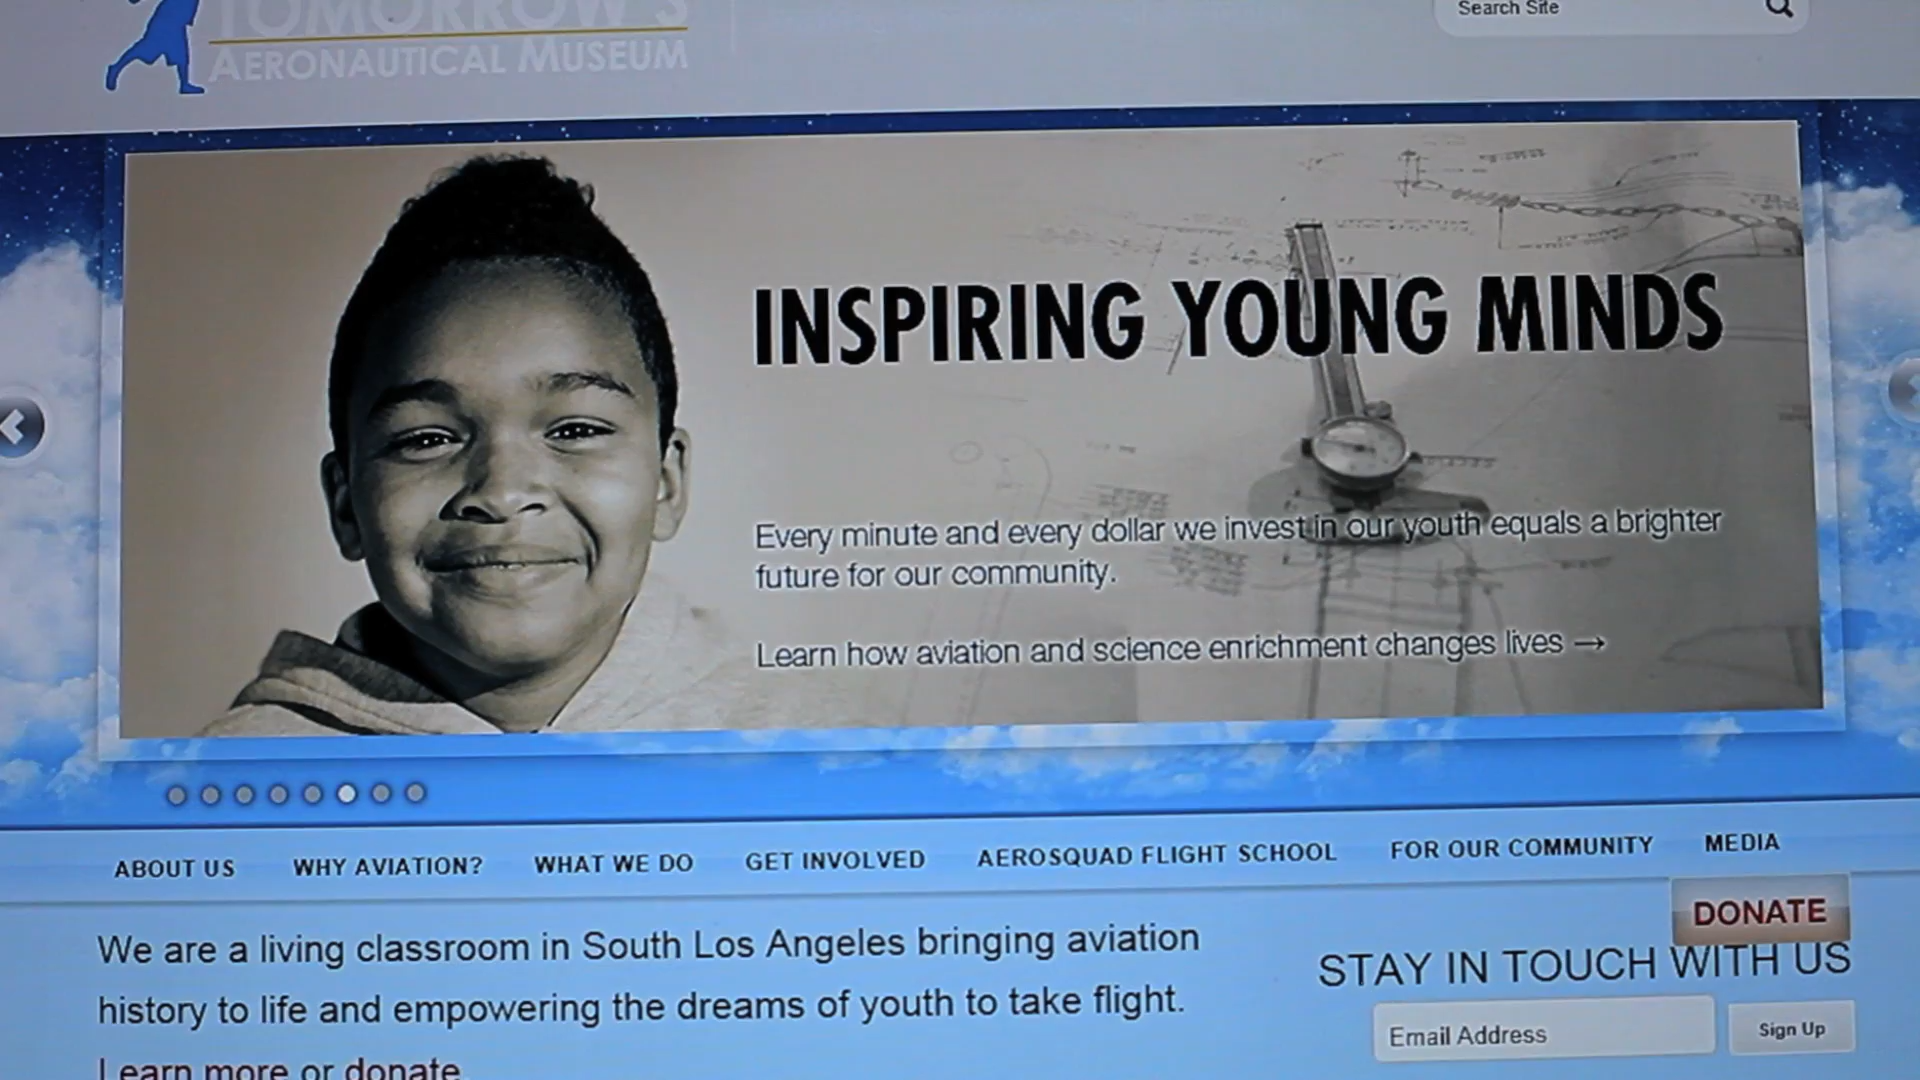 TOMORROW'S
AERONAUTICAL MUSEUM
Search Site
INSPIRING YOUNG MINDS
Every minute and every dollar we invest in our youth equals a brighter
future for our community.
Learn how aviation and science enrichment changes lives →
ABOUT US WHY AVIATION? WHAT WE DO GET INVOLVED AEROSQUAD FLIGHT SCHOOL FOR OUR COMMUNITY MEDIA
DONATE
We are a living classroom in South Los Angeles bringing aviation
history to life and empowering the dreams of youth to take flight.
Learn more or donate.
STAY IN TOUCH WITH US
Email Address Sign Up